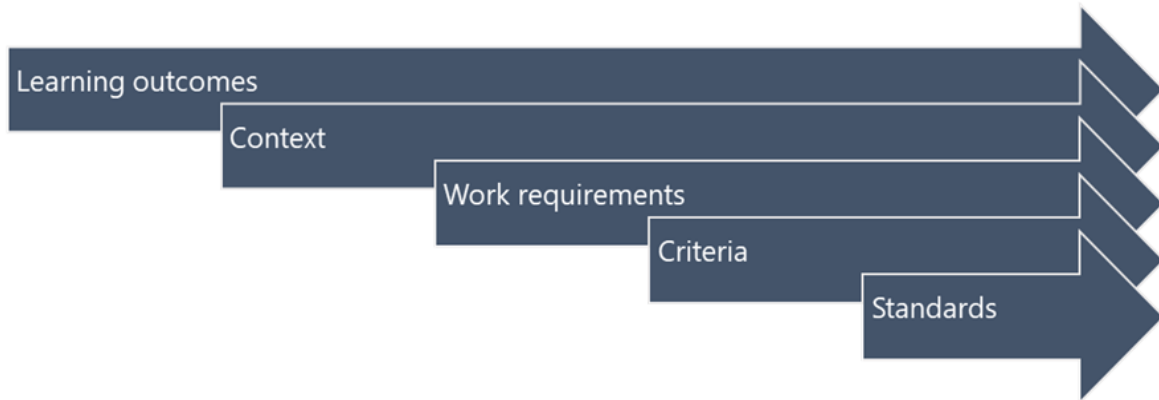 Learning outcomes
Context
Work requirements
Criteria
Standards